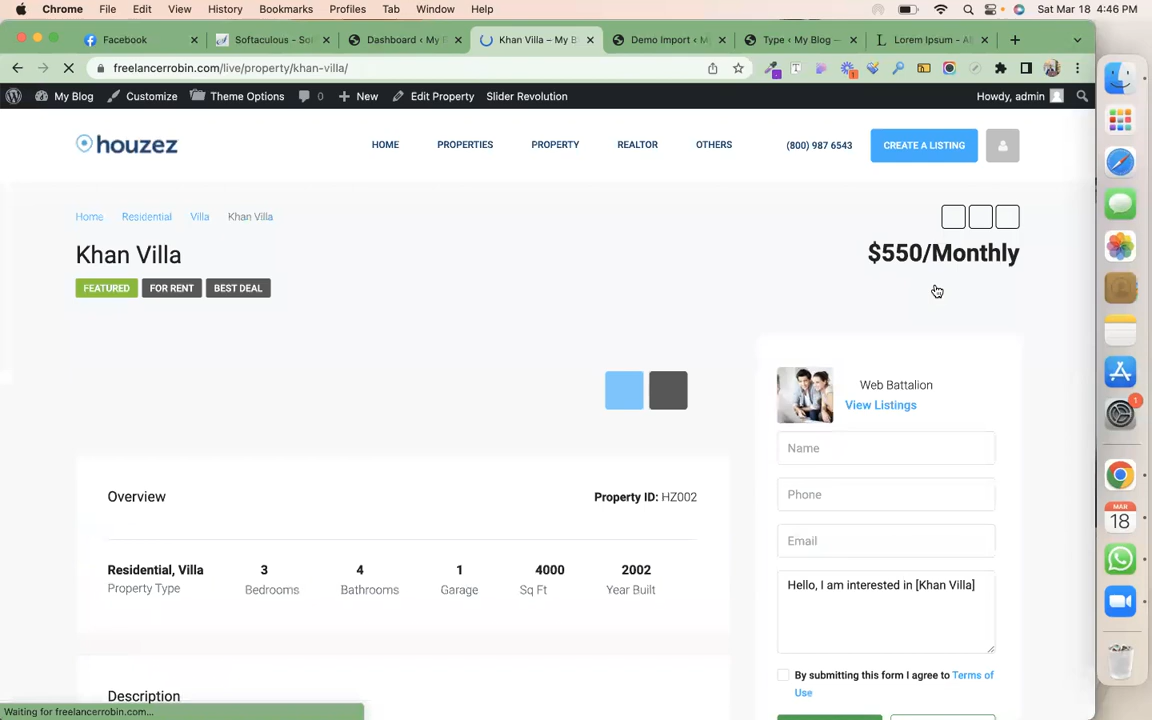 Chrome File Edit View History Bookmarks Profiles Tab Window Help Sat Mar 18 4:46 PM
Facebook Softaculous - So Dashboard < My Khan Villa – My B Demo Import < M Type < My Blog — Lorem Ipsum - A
freelancerrobin.com/live/property/khan-villa/
My Blog Customize Theme Options 0 New Edit Property Slider Revolution Howdy, admin
houzez HOME PROPERTIES PROPERTY REALTOR OTHERS (800) 987 6543 CREATE A LISTING
Home Residential Villa Khan Villa
Khan Villa $550/Monthly
FEATURED FOR RENT BEST DEAL
Web Battalion
View Listings
Name
Phone
Email
Hello, I am interested in [Khan Villa]
By submitting this form I agree to Terms of
Use
Overview Property ID: HZ002
Residential, Villa 3 4 1 4000 2002
Property Type Bedrooms Bathrooms Garage Sq Ft Year Built
Description
Waiting for freelancerrobin.com...
MAR
18
1
1